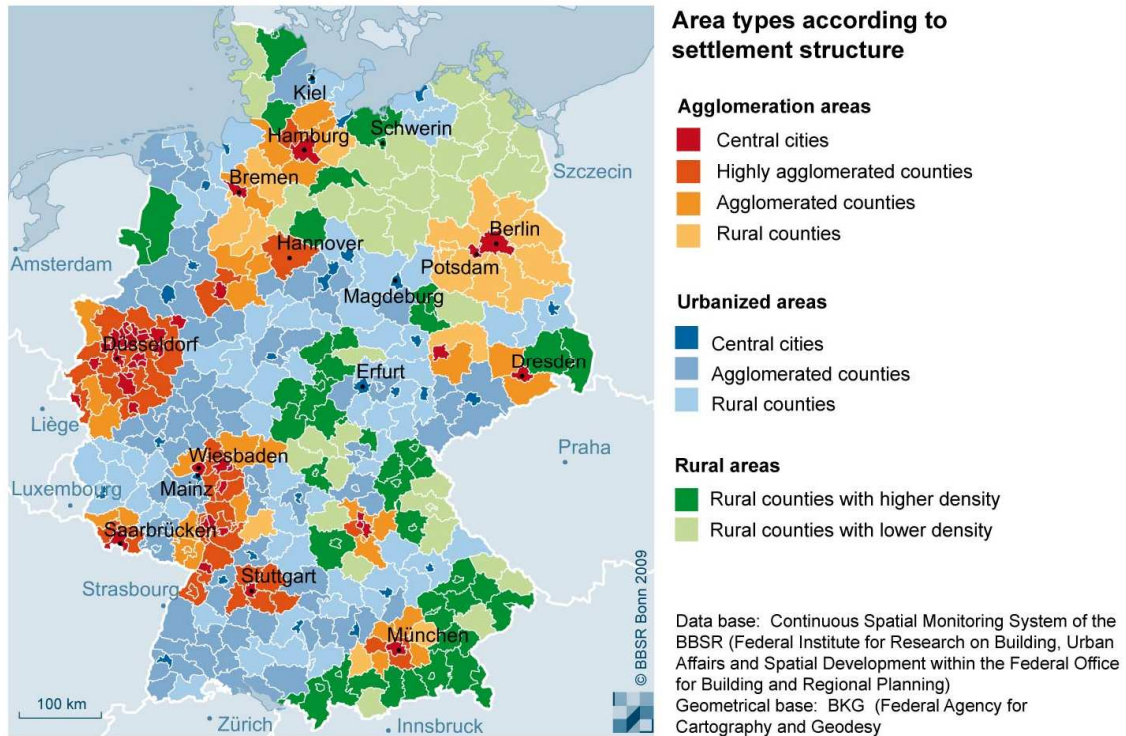 Area types according to
settlement structure
Agglomeration areas
Central cities
Highly agglomerated counties
Agglomerated counties
Rural counties
Urbanized areas
Central cities
Agglomerated counties
Rural counties
Rural areas
Rural counties with higher density
Rural counties with lower density
Data base: Continuous Spatial Monitoring System of the
BBSR (Federal Institute for Research on Building, Urban
Affairs and Spatial Development within the Federal Office
for Building and Regional Planning)
Geometrical base: BKG (Federal Agency for
Cartography and Geodesy
Kiel
Schwerin
Hamburg
Szczecin
Bremen
Berlin
Hannover
Amsterdam
Potsdam
Magdeburg
Düsseldorf
Dresden
Erfurt
Liège
Praha
Wiesbaden
Mainz
Luxembourg
Saarbrücken
Strasbourg
Stuttgart
München
100 km
Zürich
Innsbruck
© BBSR Bonn 2009